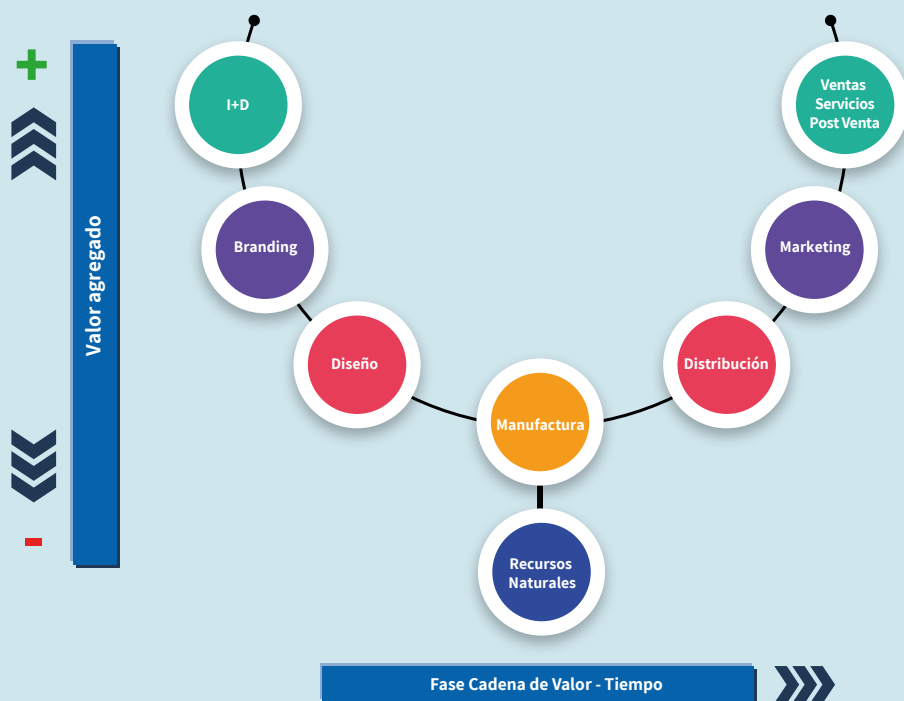 +
Valor agregado
-
I+D
Ventas
Servicios
Post Venta
Branding
Marketing
Diseño
Distribución
Manufactura
Recursos
Naturales
Fase Cadena de Valor - Tiempo